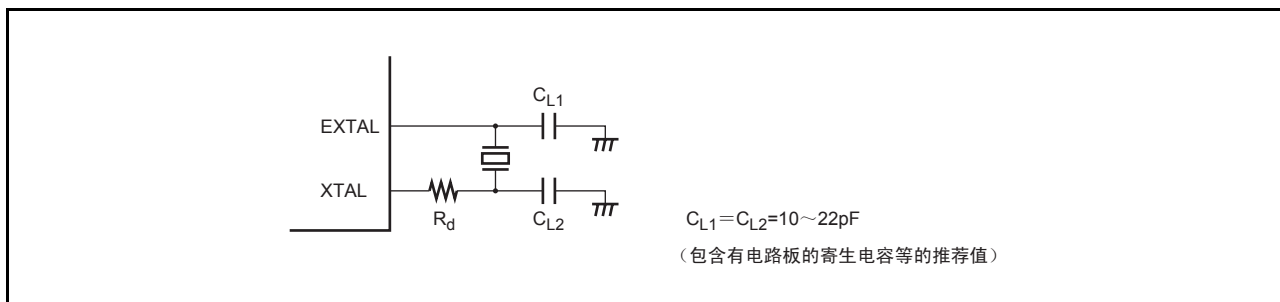 CL1
EXTAL
XTAL
Rd
CL2
CL1＝CL2=10～22pF
（包含有电路板的寄生电容等的推荐值）